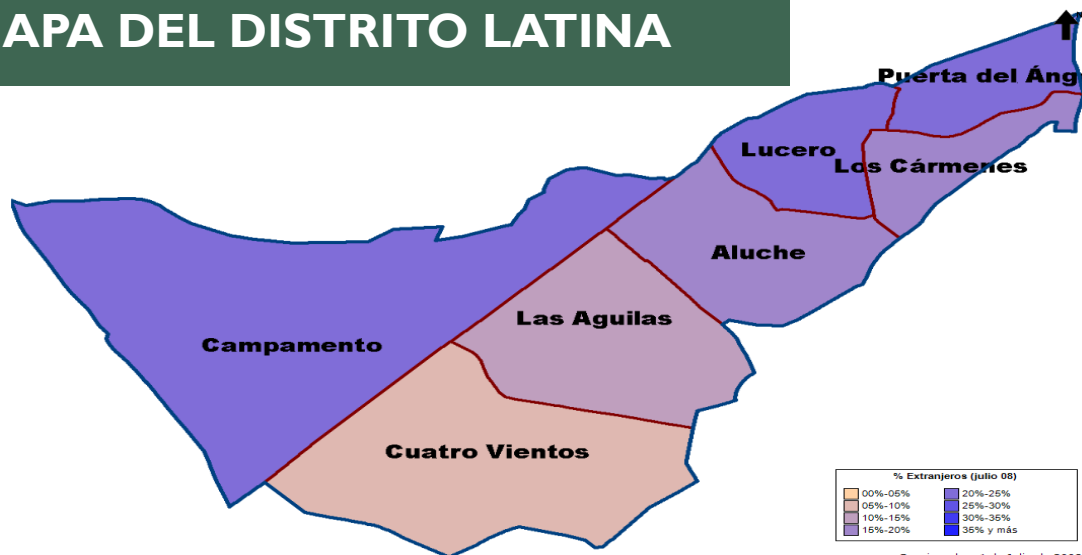 APA DEL DISTRITO LATINA
Puerta del Áng
Lucero
Los Cármenes
Aluche
Las Aguilas
Campamento
Cuatro Vientos
% Extranjeros (julio 08)
00%-05% 20%-25%
05%-10% 25%-30%
10%-15% 30%-35%
15%-20% 35% y más